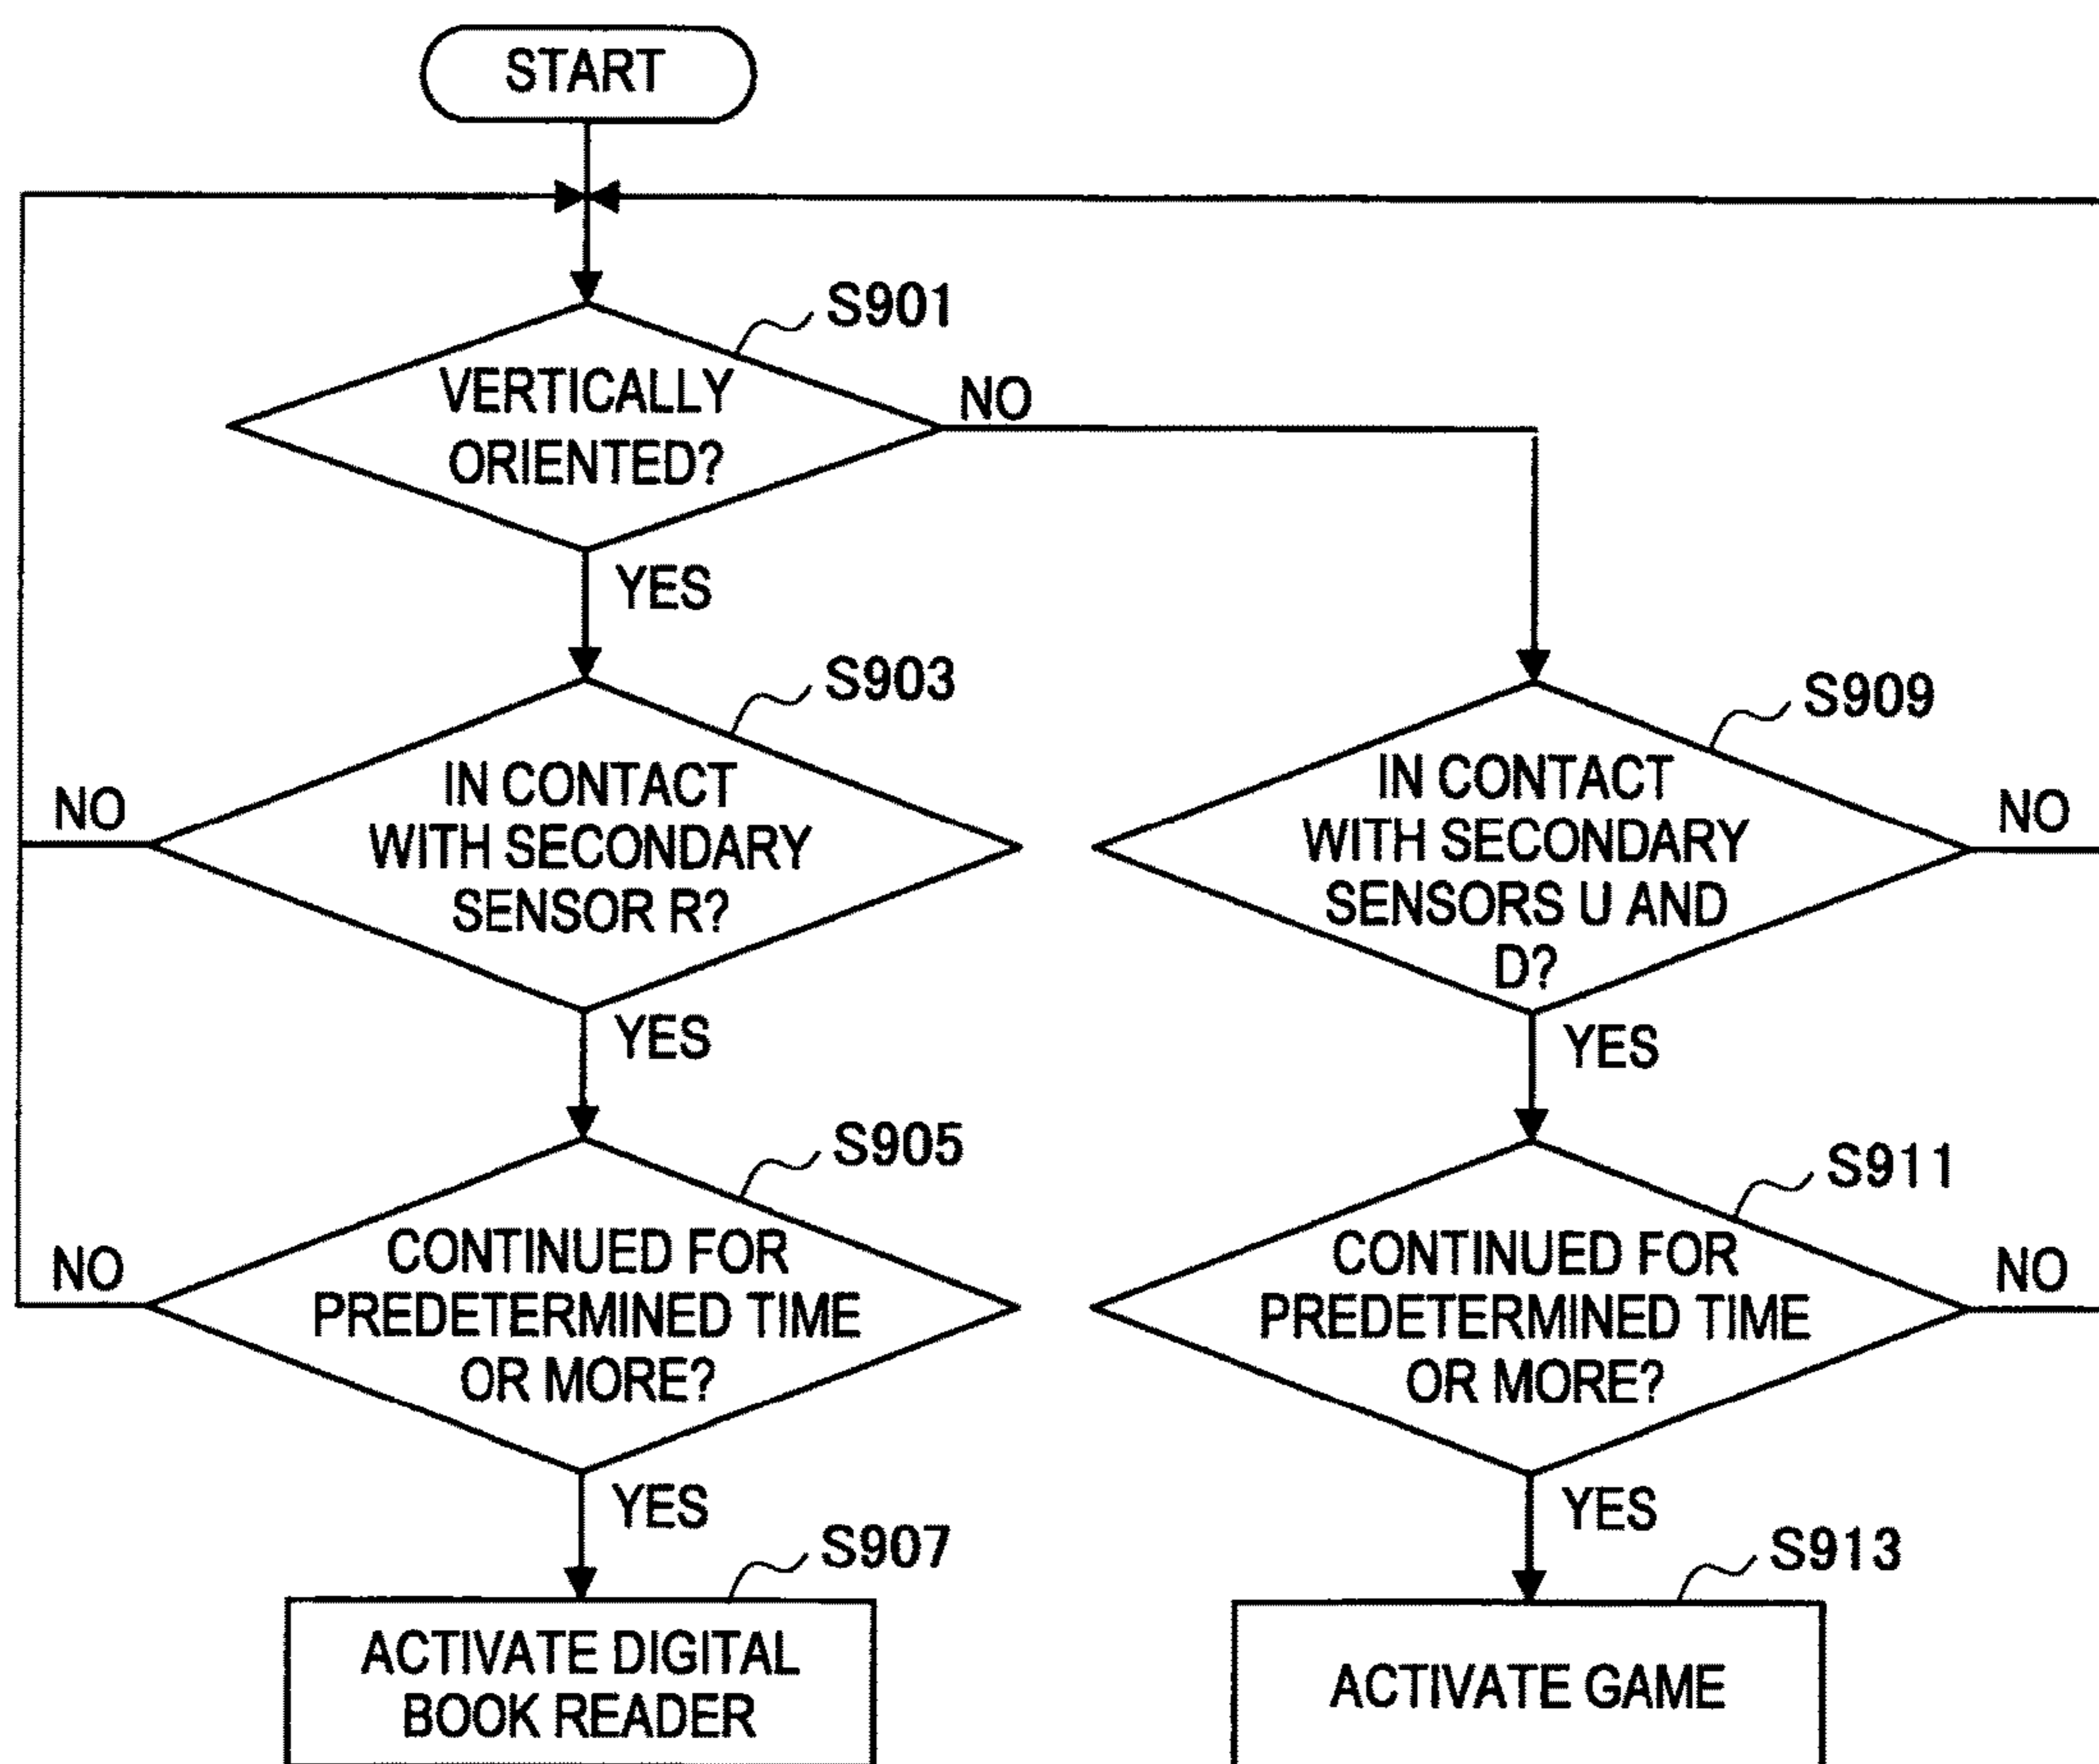 START
S901
VERTICALLY
ORIENTED?
NO
YES
S903
IN CONTACT
WITH SECONDARY
SENSOR R?
NO
YES
S909
IN CONTACT
WITH SECONDARY
SENSORS U AND
D?
NO
YES
S905
CONTINUED FOR
PREDETERMINED TIME
OR MORE?
NO
YES
S911
CONTINUED FOR
PREDETERMINED TIME
OR MORE?
NO
YES
S907
ACTIVATE DIGITAL
BOOK READER
S913
ACTIVATE GAME